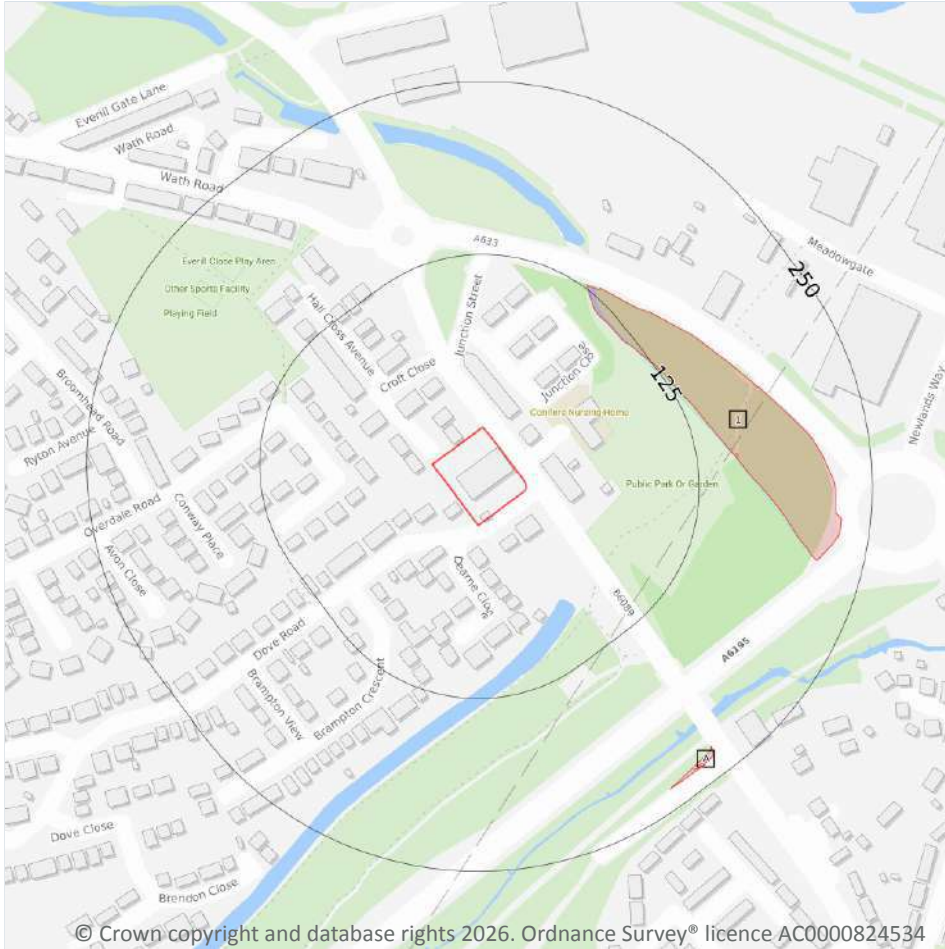 Everill Gate Lane
Wath Road
Wath Road
A633
Meadowgate
250
Everill Close Play Area
Other Sports Facility
Playing Field
Hall Cross Avenue
Junction Street
Croft Close
Junction Close
125
Newlands Way
Broomhead Road
Ryton Avenue
Conifers Nursing Home
1
Public Park Or Garden
Overdale Road
Conway Place
Avon Close
Dearne Close
B6089
Dove Road
A6195
Brampton View
Brampton Crescent
A
Dove Close
Brendon Close
© Crown copyright and database rights 2026. Ordnance Survey® licence AC0000824534